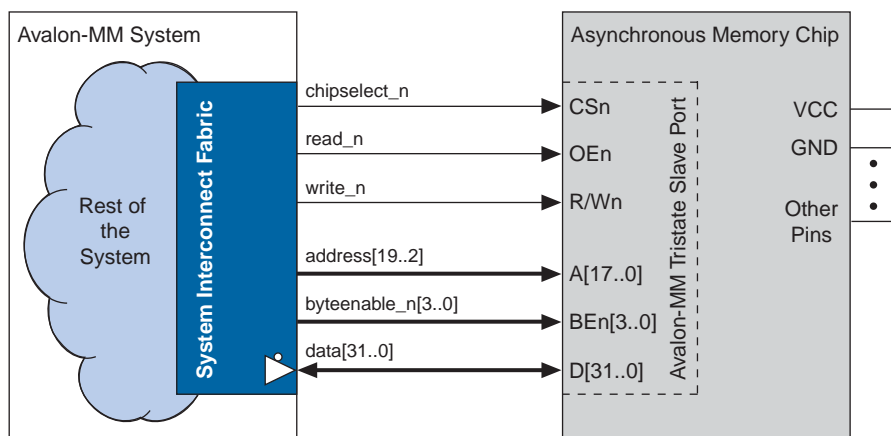 Avalon-MM System
Asynchronous Memory Chip
Rest of
the
System
System Interconnect Fabric
chipselect_n
read_n
write_n
address[19..2]
byteenable_n[3..0]
data[31..0]
CSn
OEn
R/Wn
A[17..0]
BEn[3..0]
D[31..0]
Avalon-MM Tristate Slave Port
VCC
GND
Other
Pins